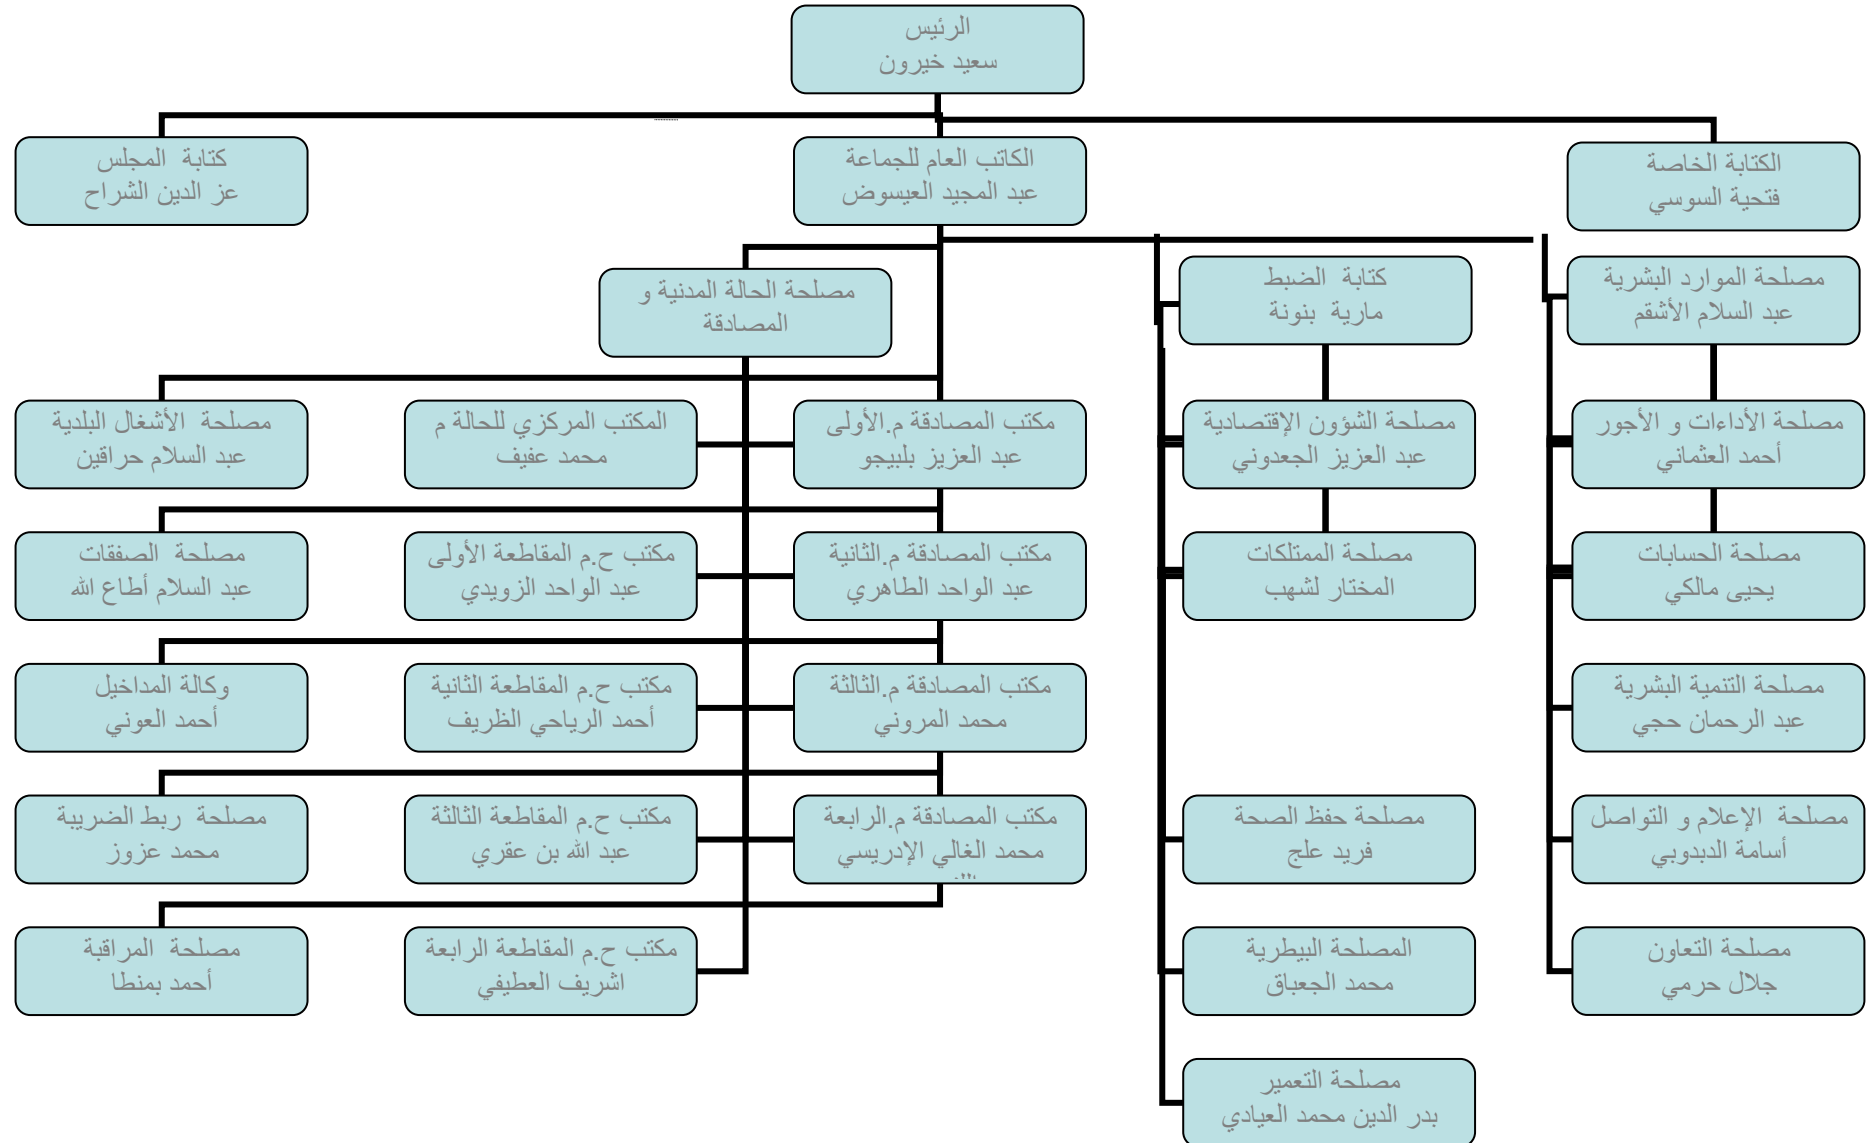 الرئيس
سعيد خيرون
الكتابة الخاصة
فتحية السوسي
الكاتب العام للجماعة
عبد المجيد العيسوض
كتابة المجلس
عز الدين الشراح
مصلحة الموارد البشرية
عبد السلام الأشقم
كتابة الضبط
مارية بنونة
مصلحة الحالة المدنية و
المصادقة
مصلحة الأداءات و الأجور
أحمد العثماني
مصلحة الشؤون الإقتصادية
عبد العزيز الجعدوني
مكتب المصادقة م.الأولى
عبد العزيز بلبيجو
المكتب المركزي للحالة م
محمد عفيف
مصلحة الأشغال البلدية
عبد السلام حراقين
مصلحة الحسابات
يحيى مالكي
مصلحة الممتلكات
المختار لشهب
مكتب المصادقة م.الثانية
عبد الواحد الطاهري
مكتب ح.م المقاطعة الأولى
عبد الواحد الزويدي
مصلحة الصفقات
عبد السلام أطاع الله
مصلحة التنمية البشرية
عبد الرحمان حجي
مكتب المصادقة م.الثالثة
محمد المروني
مكتب ح.م المقاطعة الثانية
أحمد الرياحي الظريف
وكالة المداخيل
أحمد العوني
مصلحة الإعلام و التواصل
أسامة الدبدوبي
مصلحة حفظ الصحة
فريد علج
مكتب المصادقة م.الرابعة
محمد الغالي الإدريسي
مكتب ح.م المقاطعة الثالثة
عبد الله بن عقري
مصلحة ربط الضريبة
محمد عزوز
مصلحة التعاون
جلال حرمي
المصلحة البيطرية
محمد الجعباق
مكتب ح.م المقاطعة الرابعة
اشريف العطيفي
مصلحة المراقبة
أحمد بمنطا
مصلحة التعمير
بدر الدين محمد العيادي